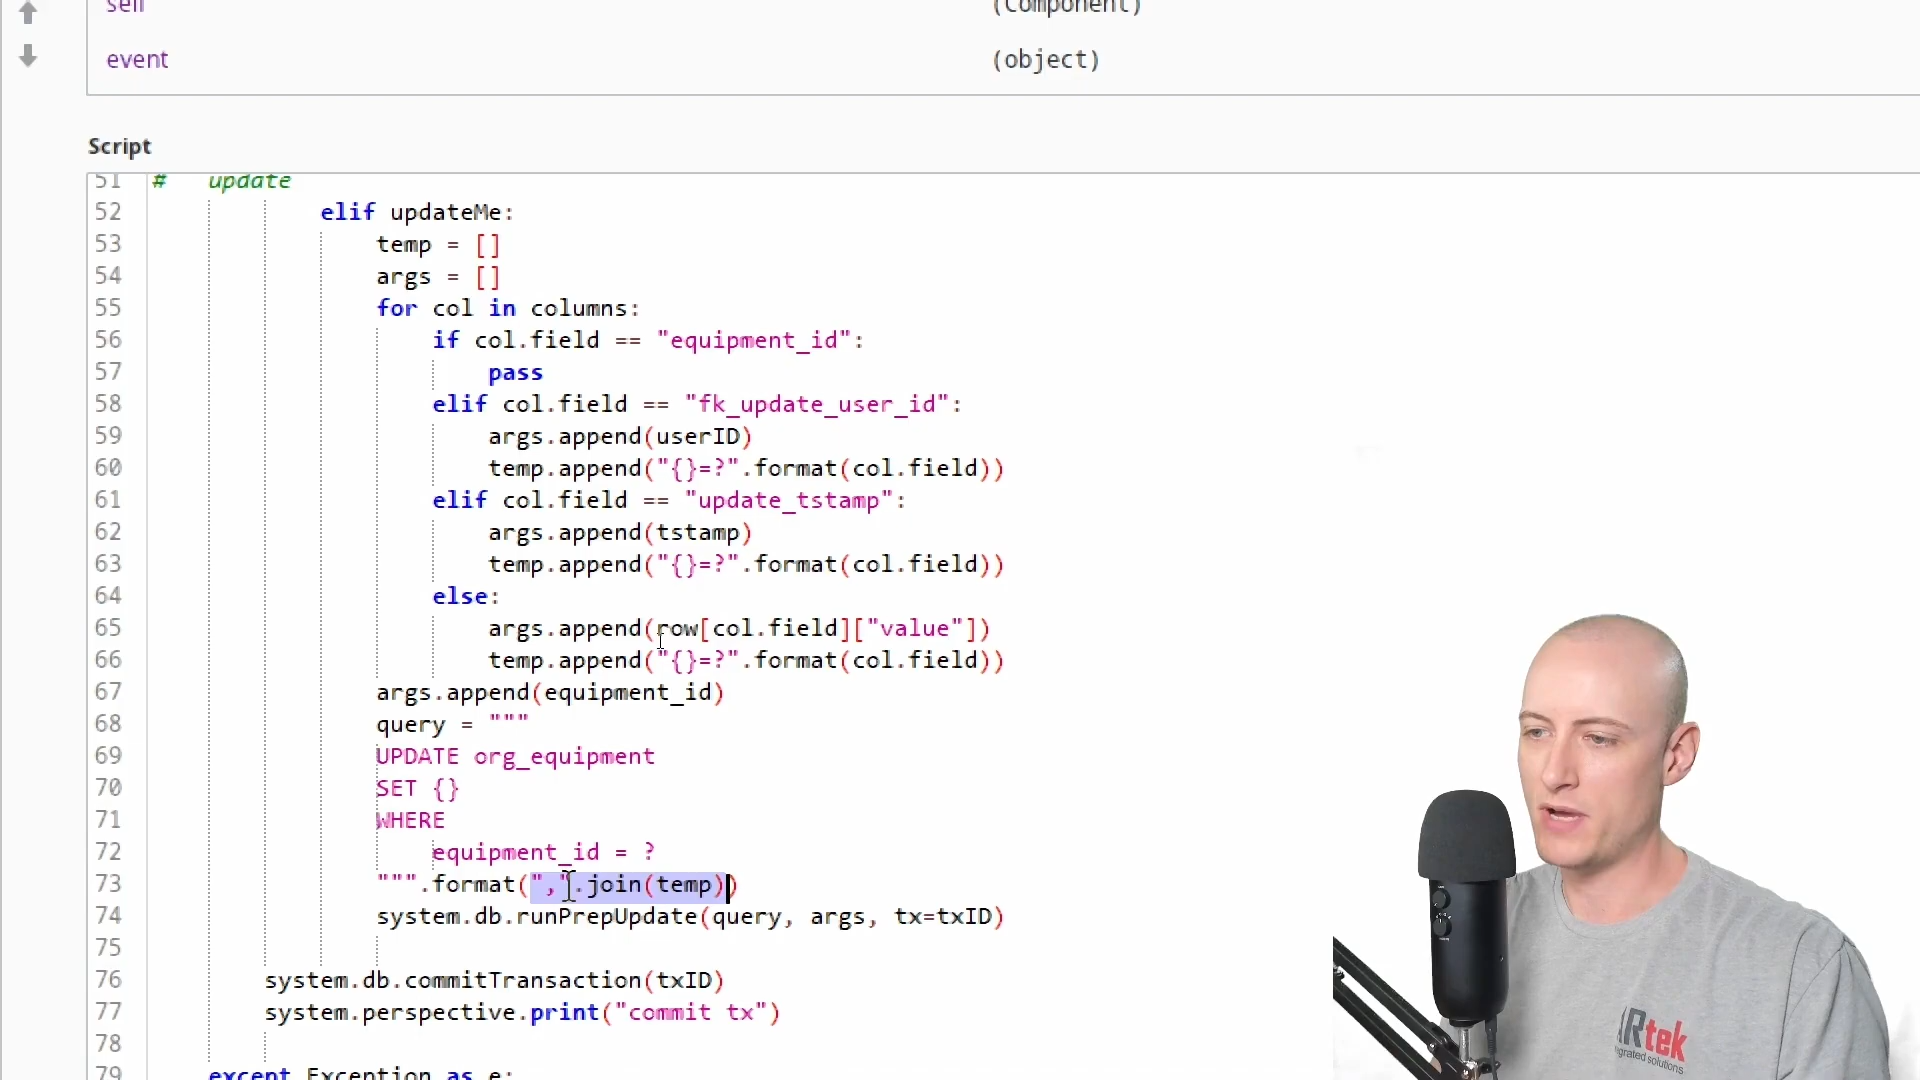 self (Component)
event (object)
Script
51 # update
52 elif updateMe:
53 temp = []
54 args = []
55 for col in columns:
56 if col.field == "equipment_id":
57 pass
58 elif col.field == "fk_update_user_id":
59 args.append(userID)
60 temp.append("{}=?".format(col.field))
61 elif col.field == "update_tstamp":
62 args.append(tstamp)
63 temp.append("{}=?".format(col.field))
64 else:
65 args.append(row[col.field]["value"])
66 temp.append("{}=?".format(col.field))
67 args.append(equipment_id)
68 query = """
69 UPDATE org_equipment
70 SET {}
71 WHERE
72 equipment_id = ?
73 """.format(",".join(temp))
74 system.db.runPrepUpdate(query, args, tx=txID)
75
76 system.db.commitTransaction(txID)
77 system.perspective.print("commit tx")
78
79 except Exception as e:
Rtek
egrated solutions